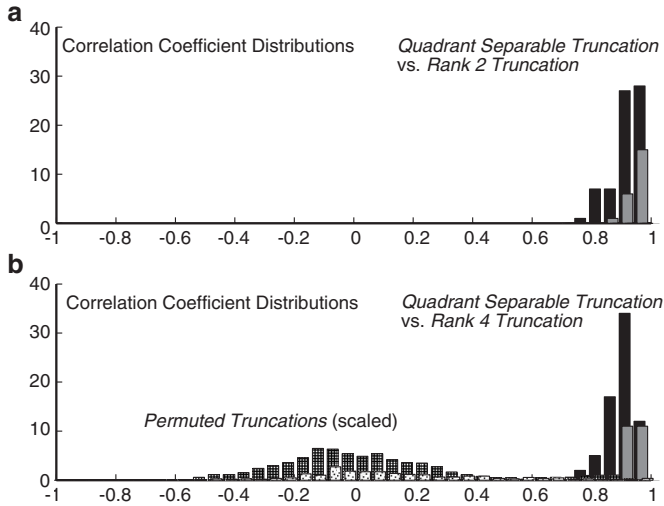 a
40
Correlation Coefficient Distributions
Quadrant Separable Truncation
vs. Rank 2 Truncation
30
20
10
0
-1 -0.8 -0.6 -0.4 -0.2 0 0.2 0.4 0.6 0.8 1
b
40
Correlation Coefficient Distributions
Quadrant Separable Truncation
vs. Rank 4 Truncation
30
20
Permuted Truncations (scaled)
10
0
-1 -0.8 -0.6 -0.4 -0.2 0 0.2 0.4 0.6 0.8 1